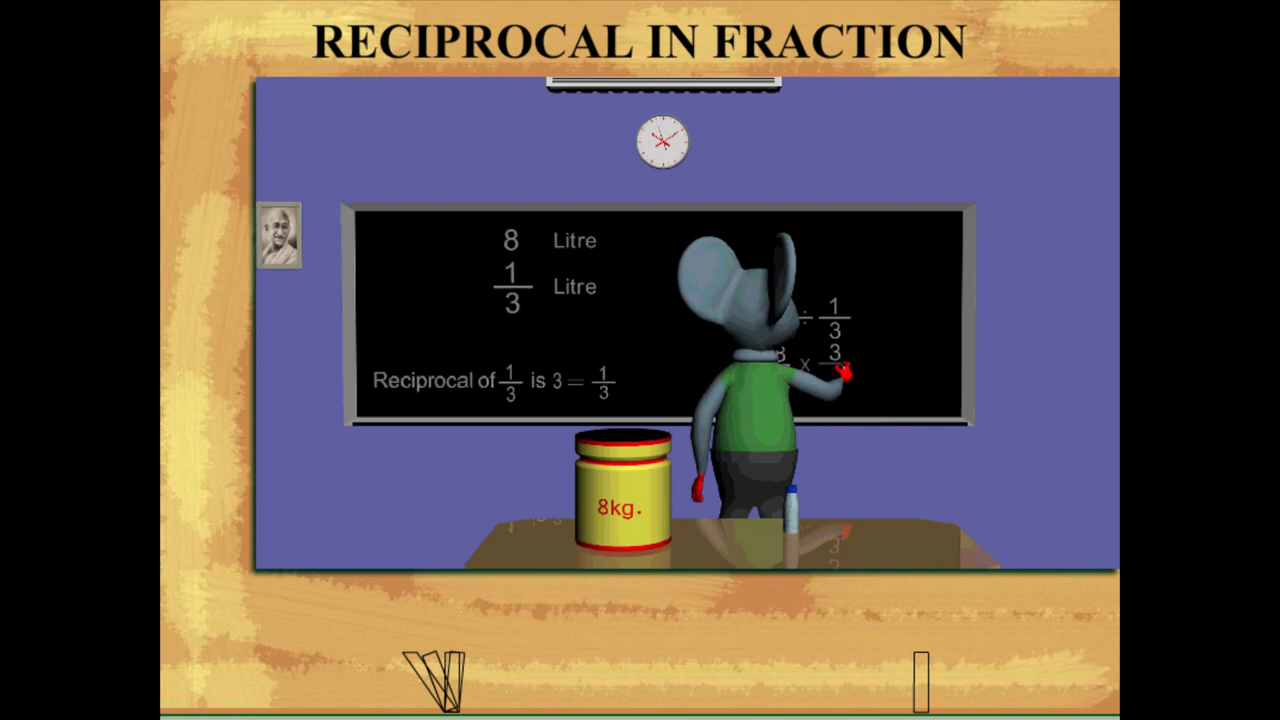 RECIPROCAL IN FRACTION
8 Litre
1/3 Litre
÷ 1/3
x 3
Reciprocal of 1/3 is 3 = 1/3
8kg.